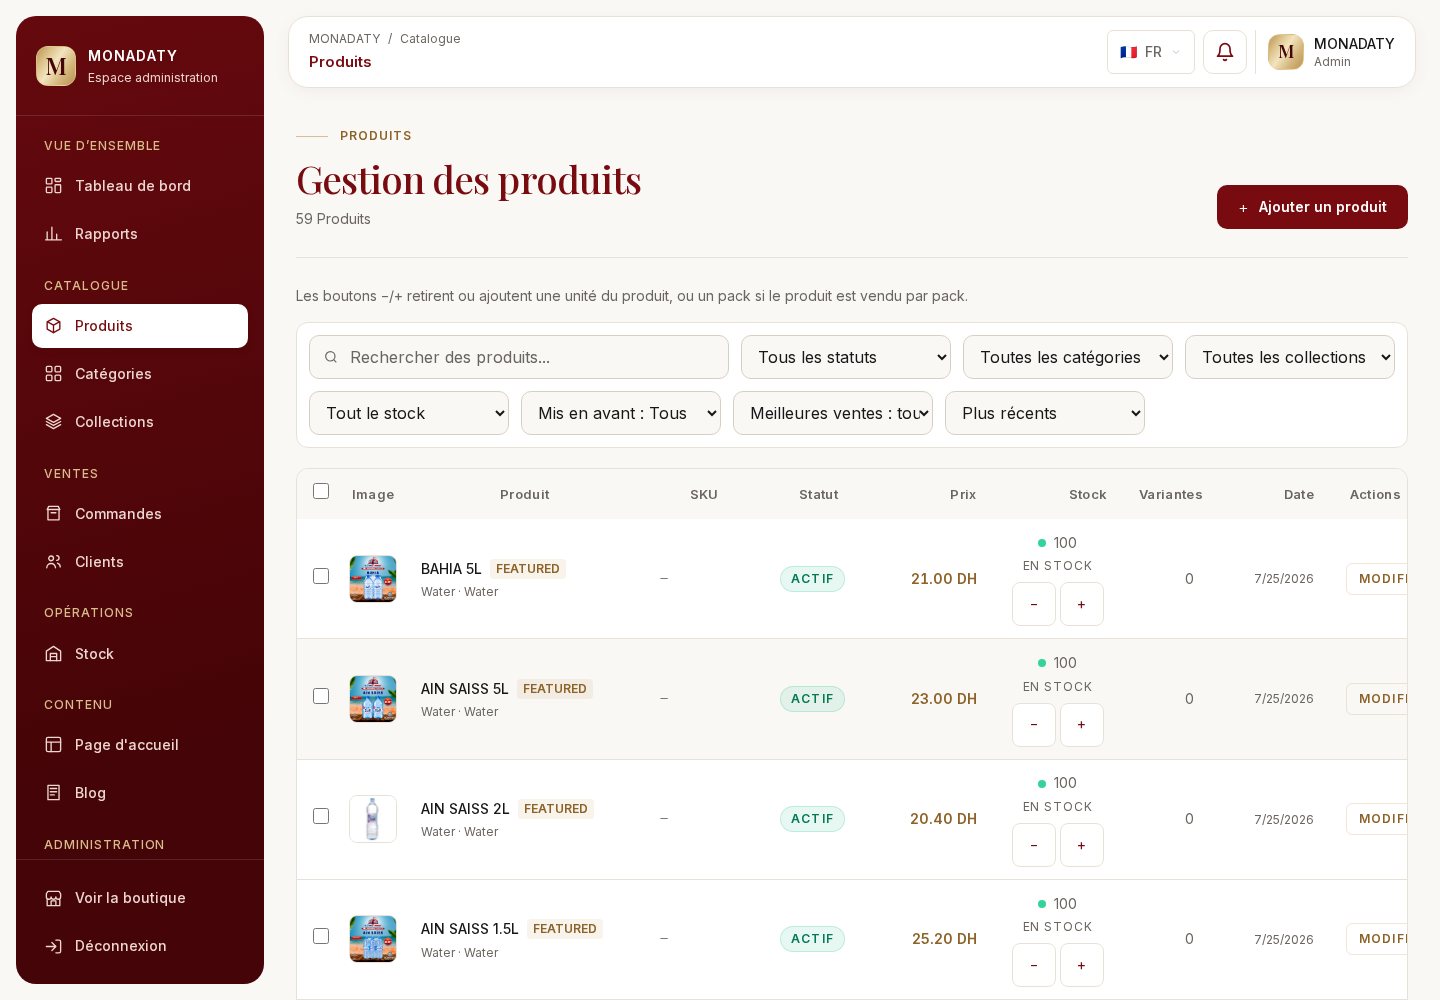 M
MONADATY
Espace administration
VUE D'ENSEMBLE
Tableau de bord
Rapports
CATALOGUE
Produits
Catégories
Collections
VENTES
Commandes
Clients
OPÉRATIONS
Stock
CONTENU
Page d'accueil
Blog
ADMINISTRATION
Voir la boutique
Déconnexion
MONADATY / Catalogue
Produits
FR
M
MONADATY
Admin
PRODUITS
Gestion des produits
59 Produits
+ Ajouter un produit
Les boutons −/+ retirent ou ajoutent une unité du produit, ou un pack si le produit est vendu par pack.
Rechercher des produits... Tous les statuts Toutes les catégories Toutes les collections
Tout le stock Mis en avant : Tous Meilleures ventes : tou Plus récents
Image Produit SKU Statut Prix Stock Variantes Date Actions
BAHIA 5L FEATURED
Water · Water
– ACTIF 21.00 DH
100
EN STOCK
− +
0 7/25/2026 MODIFI
AIN SAISS 5L FEATURED
Water · Water
– ACTIF 23.00 DH
100
EN STOCK
− +
0 7/25/2026 MODIFI
AIN SAISS 2L FEATURED
Water · Water
– ACTIF 20.40 DH
100
EN STOCK
− +
0 7/25/2026 MODIFI
AIN SAISS 1.5L FEATURED
Water · Water
– ACTIF 25.20 DH
100
EN STOCK
− +
0 7/25/2026 MODIFI